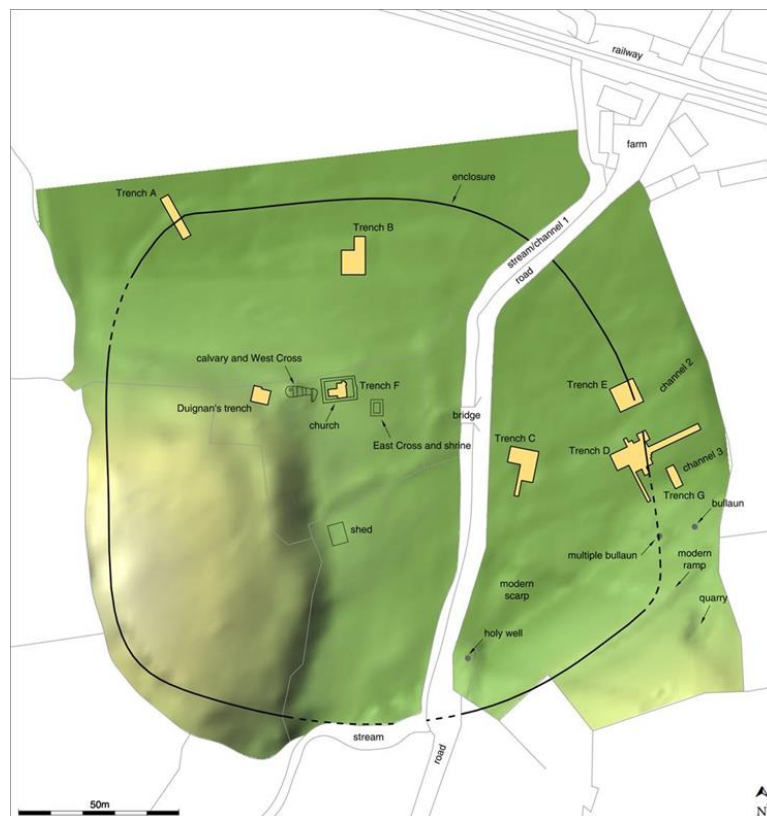 railway
farm
Trench A
enclosure
Trench B
stream/channel 1
road
calvary and West Cross
Trench F
Duignan's trench
church
East Cross and shrine
bridge
Trench E
channel 2
Trench C
Trench D
channel 3
Trench G
bullaun
shed
multiple bullaun
modern
ramp
modern
scarp
quarry
holy well
stream
road
50m
N